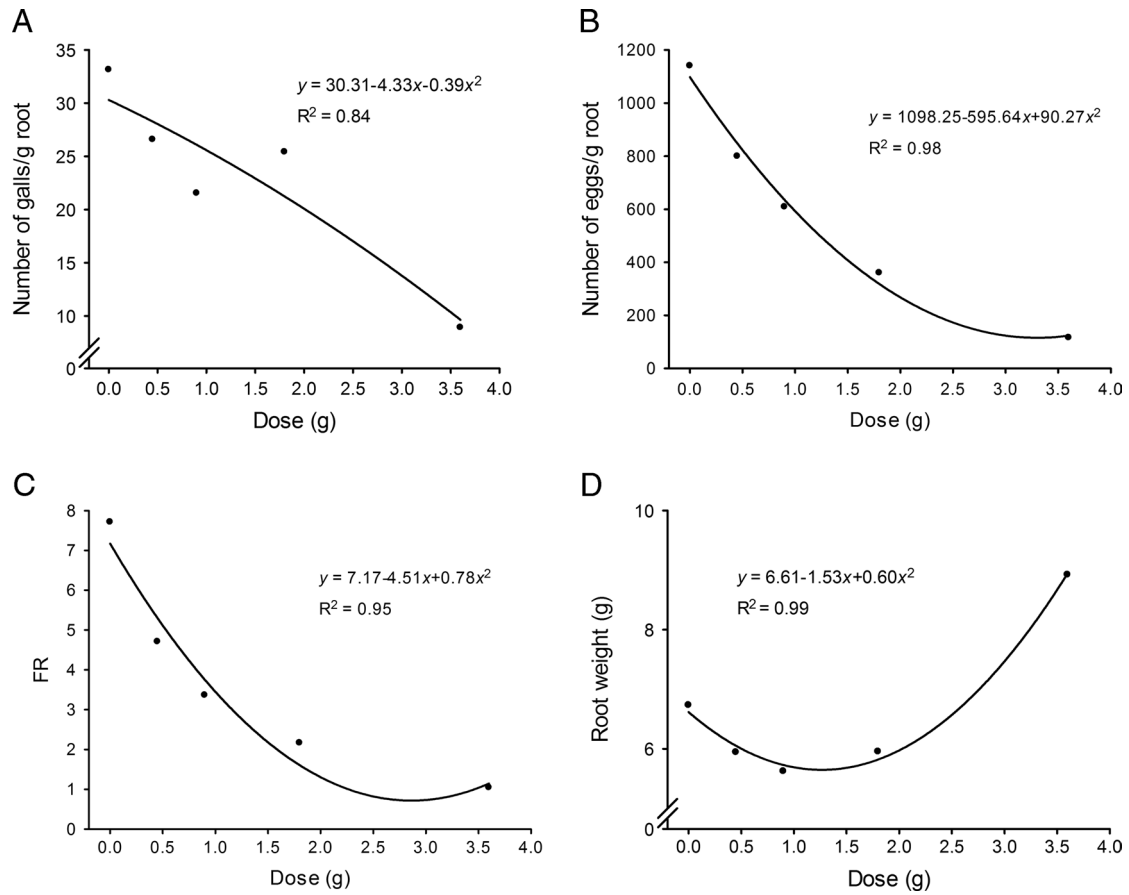 A
Number of galls/g root
35
30
25
20
15
10
0
y = 30.31-4.33x-0.39x²
R² = 0.84
0.0 0.5 1.0 1.5 2.0 2.5 3.0 3.5 4.0
Dose (g)
B
Number of eggs/g root
1200
1000
800
600
400
200
0
y = 1098.25-595.64x+90.27x²
R² = 0.98
0.0 0.5 1.0 1.5 2.0 2.5 3.0 3.5 4.0
Dose (g)
C
FR
8
7
6
5
4
3
2
1
0
y = 7.17-4.51x+0.78x²
R² = 0.95
0.0 0.5 1.0 1.5 2.0 2.5 3.0 3.5 4.0
Dose (g)
D
Root weight (g)
10
8
6
0
y = 6.61-1.53x+0.60x²
R² = 0.99
0.0 0.5 1.0 1.5 2.0 2.5 3.0 3.5 4.0
Dose (g)